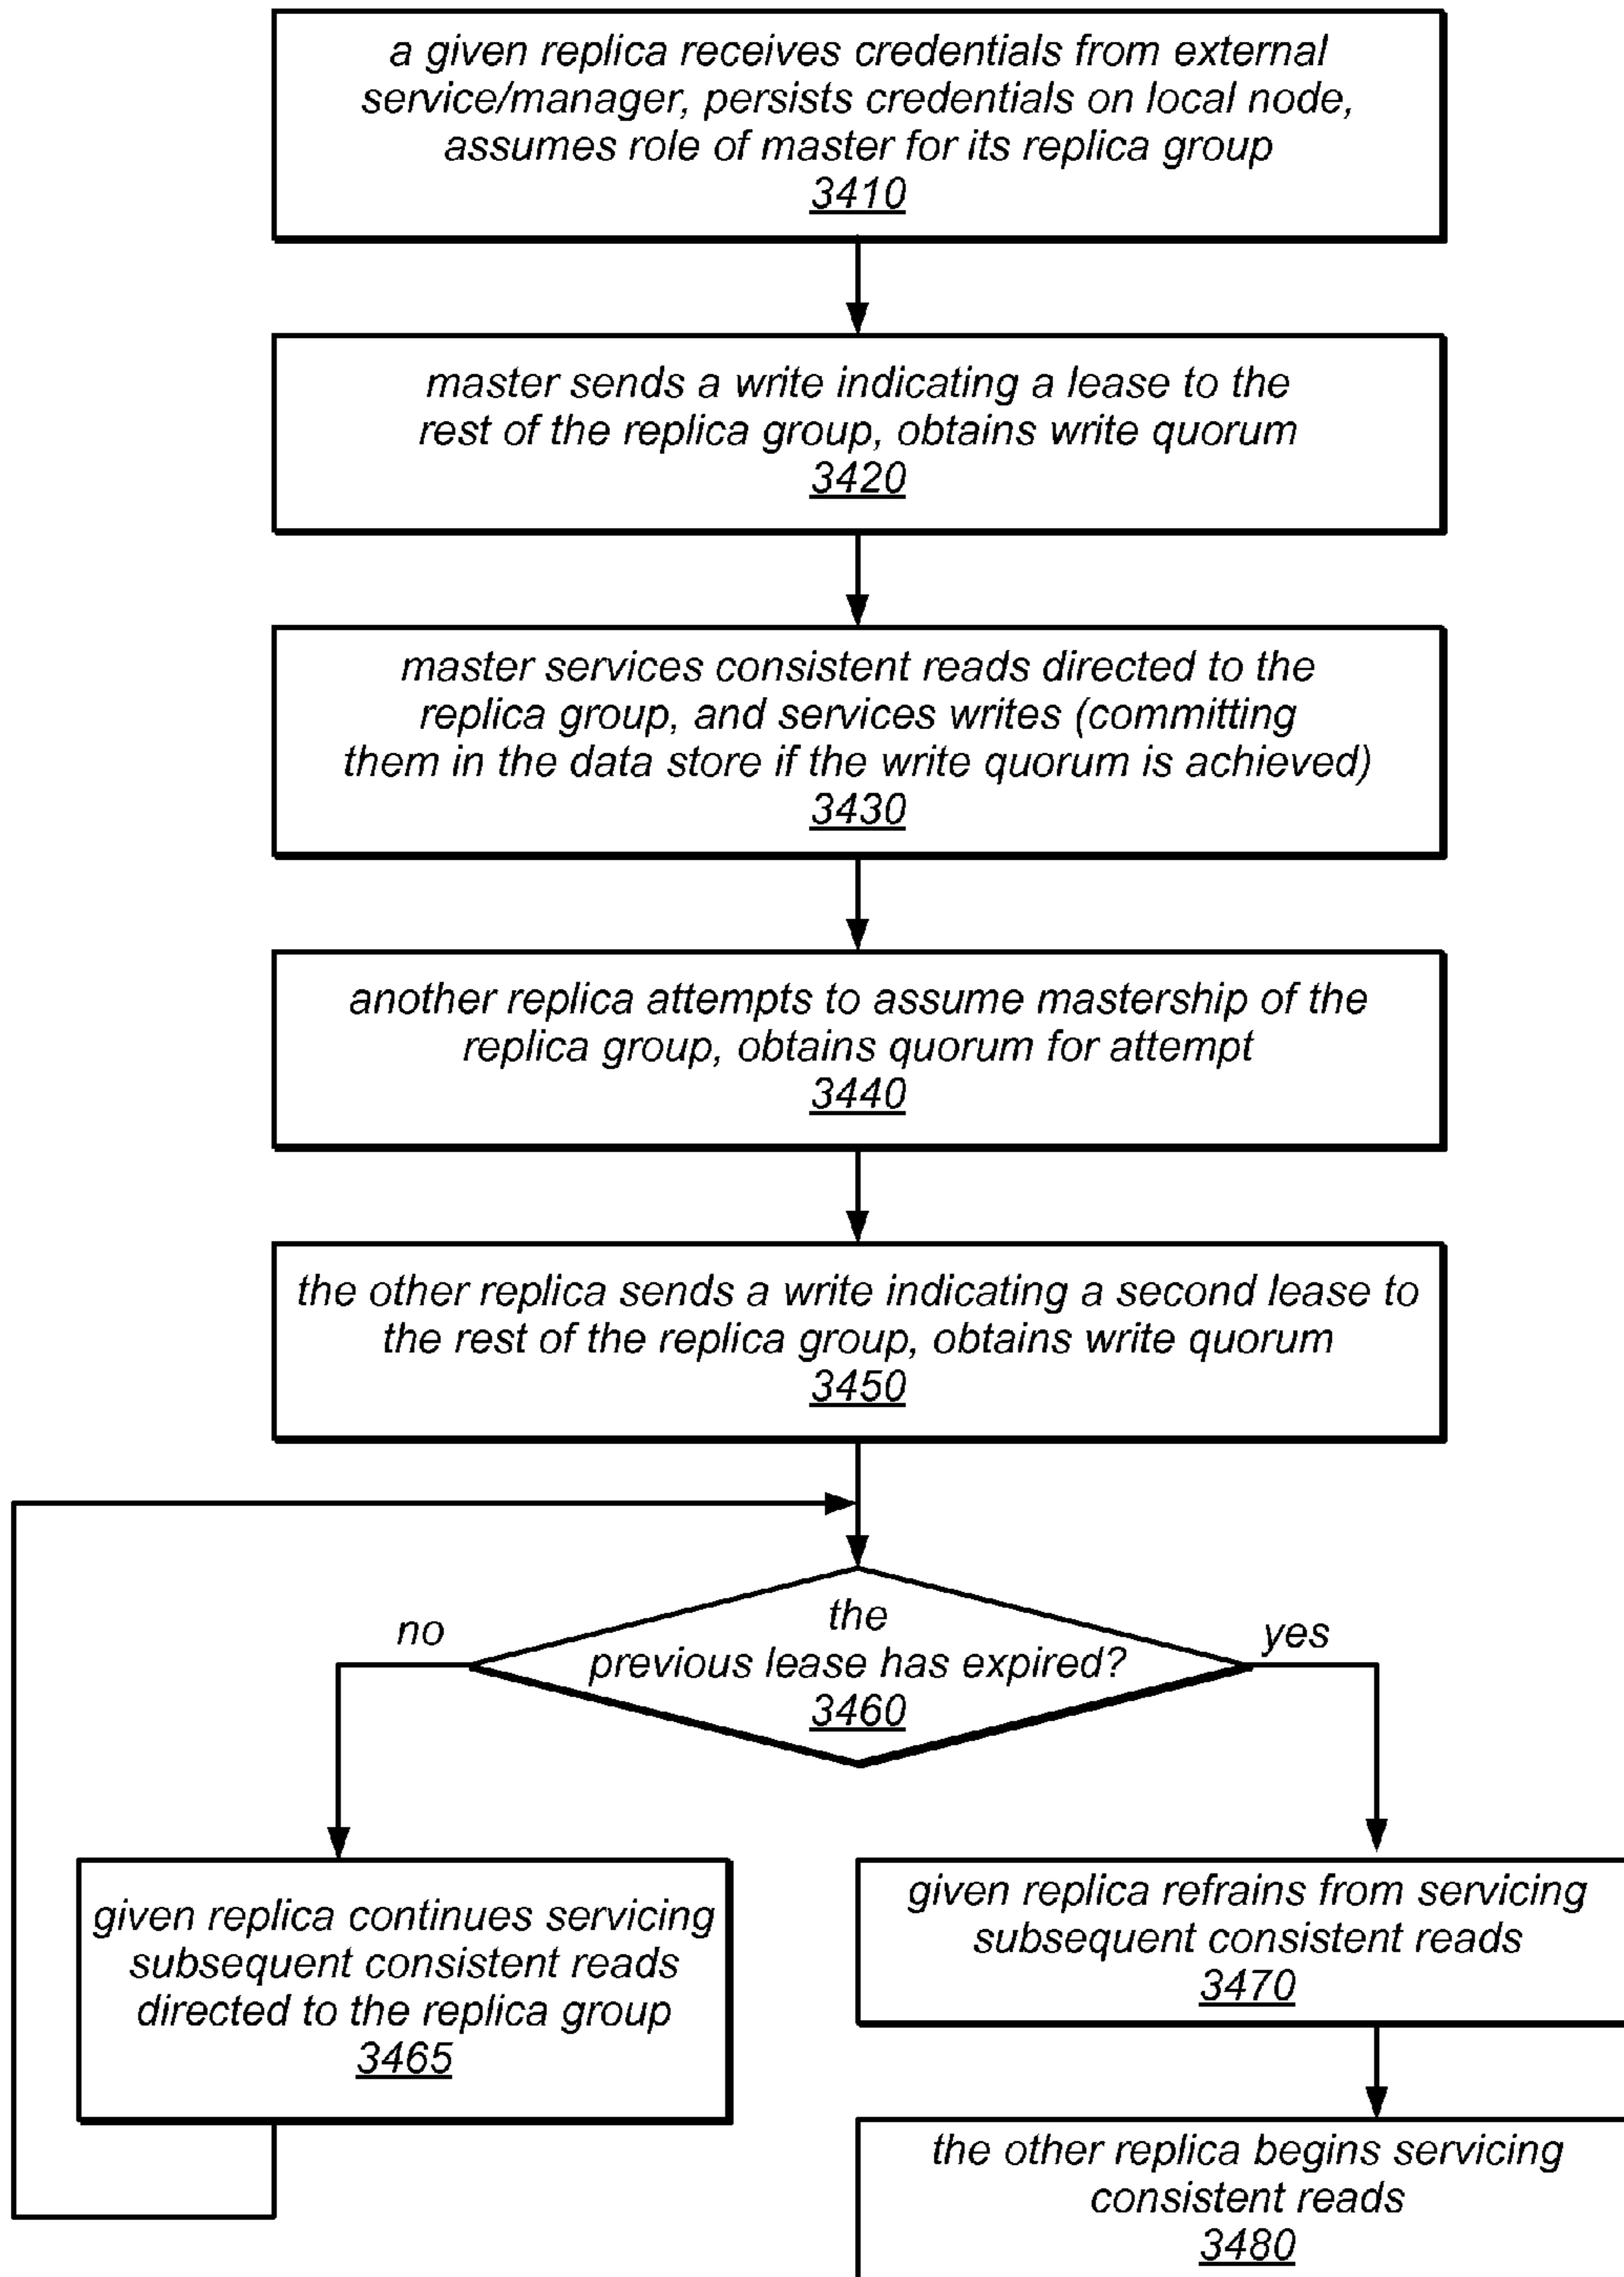 a given replica receives credentials from external
service/manager, persists credentials on local node,
assumes role of master for its replica group
3410
master sends a write indicating a lease to the
rest of the replica group, obtains write quorum
3420
master services consistent reads directed to the
replica group, and services writes (committing
them in the data store if the write quorum is achieved)
3430
another replica attempts to assume mastership of the
replica group, obtains quorum for attempt
3440
the other replica sends a write indicating a second lease to
the rest of the replica group, obtains write quorum
3450
no
the
previous lease has expired?
3460
yes
given replica continues servicing
subsequent consistent reads
directed to the replica group
3465
given replica refrains from servicing
subsequent consistent reads
3470
the other replica begins servicing
consistent reads
3480